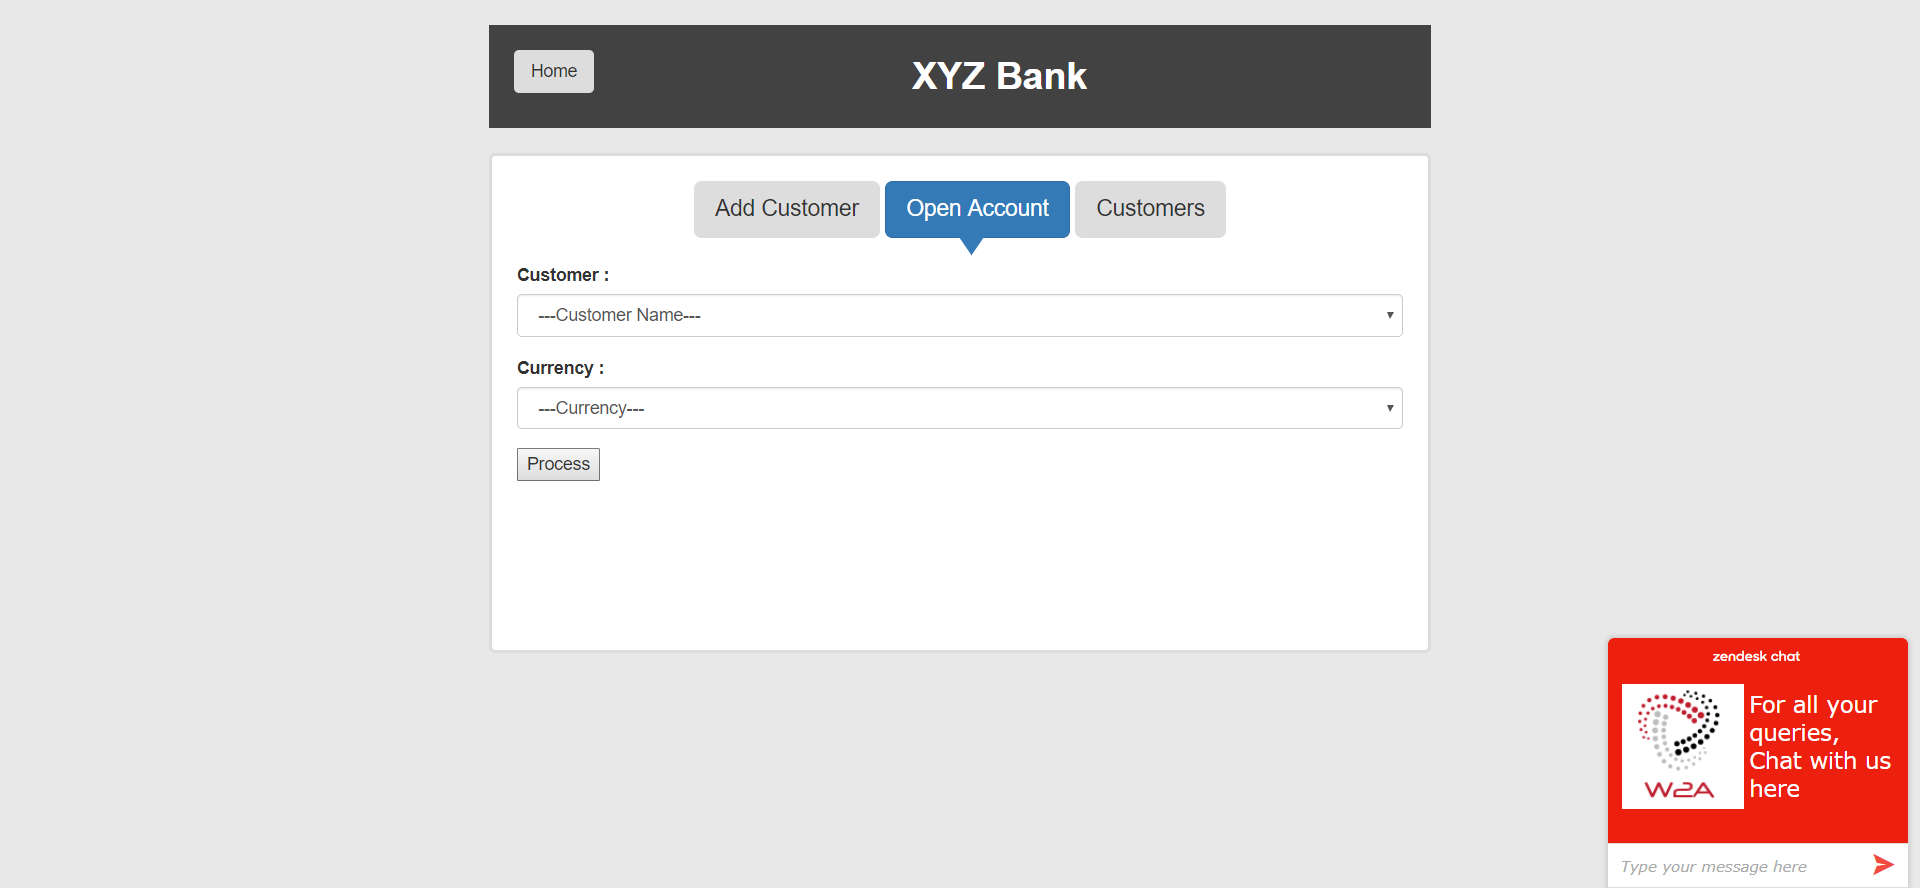 Home
XYZ Bank
Add Customer
Open Account
Customers
Customer :
---Customer Name---
Currency :
---Currency---
Process
zendesk chat
W2A
For all your
queries,
Chat with us
here
Type your message here